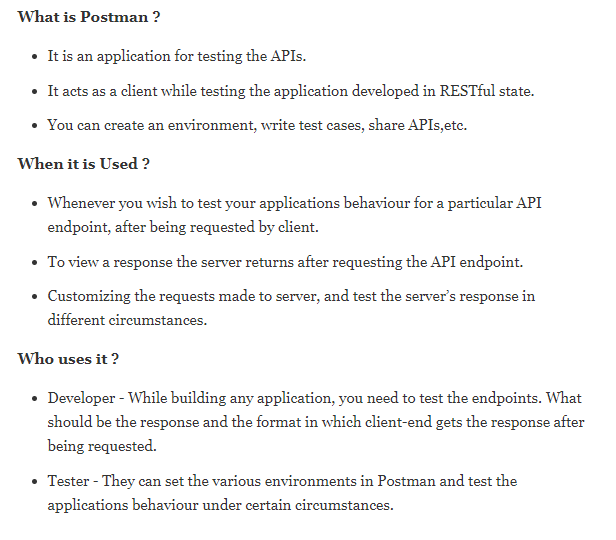 What is Postman ?
• It is an application for testing the APIs.
• It acts as a client while testing the application developed in RESTful state.
• You can create an environment, write test cases, share APIs,etc.
When it is Used ?
• Whenever you wish to test your applications behaviour for a particular API
endpoint, after being requested by client.
• To view a response the server returns after requesting the API endpoint.
• Customizing the requests made to server, and test the server’s response in
different circumstances.
Who uses it ?
• Developer - While building any application, you need to test the endpoints. What
should be the response and the format in which client-end gets the response after
being requested.
• Tester - They can set the various environments in Postman and test the
applications behaviour under certain circumstances.